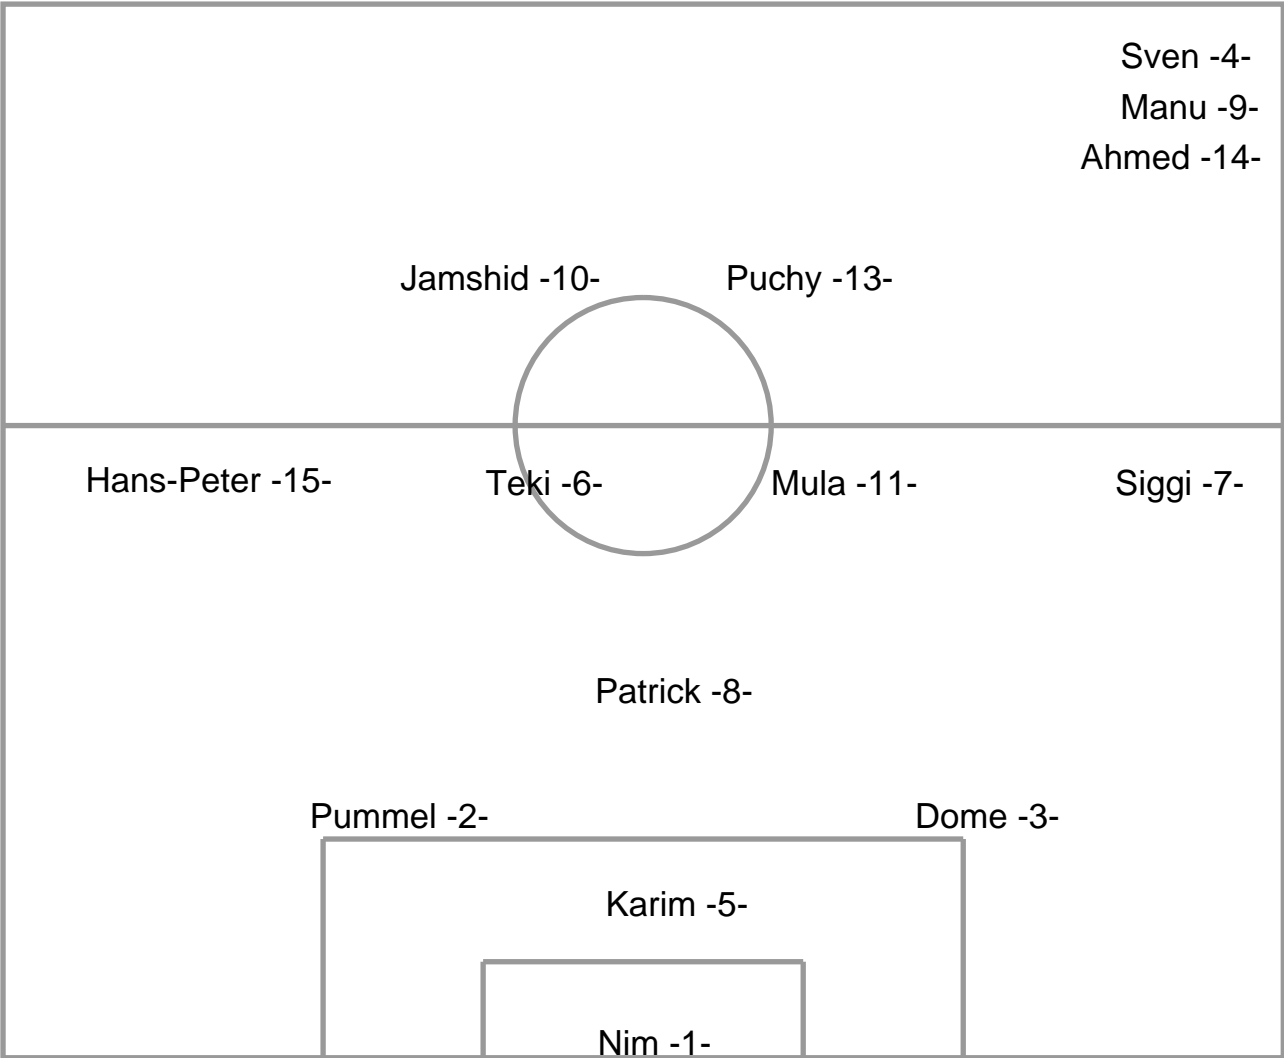 Sven -4-
Manu -9-
Ahmed -14-
Jamshid -10-
Puchy -13-
Hans-Peter -15-
Teki -6-
Mula -11-
Siggi -7-
Patrick -8-
Pummel -2-
Dome -3-
Karim -5-
Nim -1-